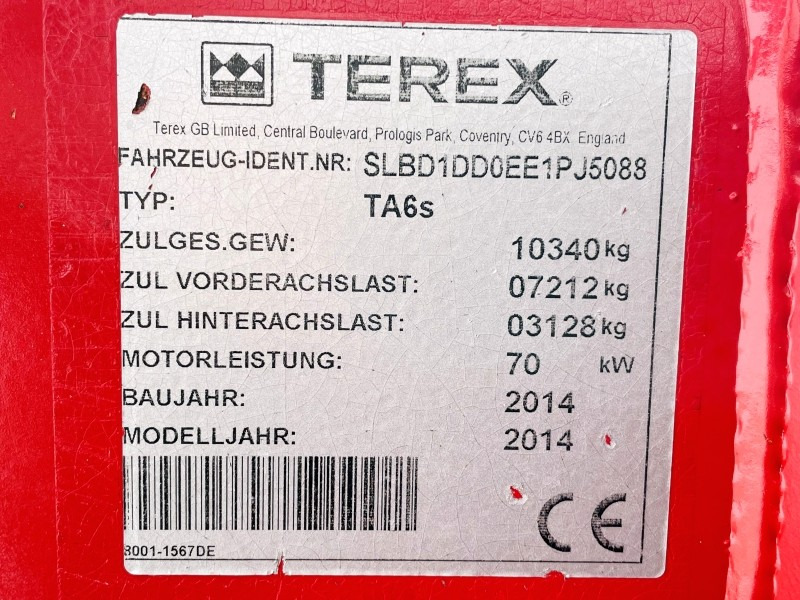 TEREX®
Terex GB Limited, Central Boulevard, Prologis Park, Coventry, CV6 4BX England
FAHRZEUG-IDENT.NR: SLBD1DD0EE1PJ5088
TYP: TA6s
ZULGES.GEW: 10340 kg
ZUL VORDERACHSLAST: 07212 kg
ZUL HINTERACHSLAST: 03128 kg
MOTORLEISTUNG: 70 kW
BAUJAHR: 2014
MODELLJAHR: 2014
8001-1567DE
CE